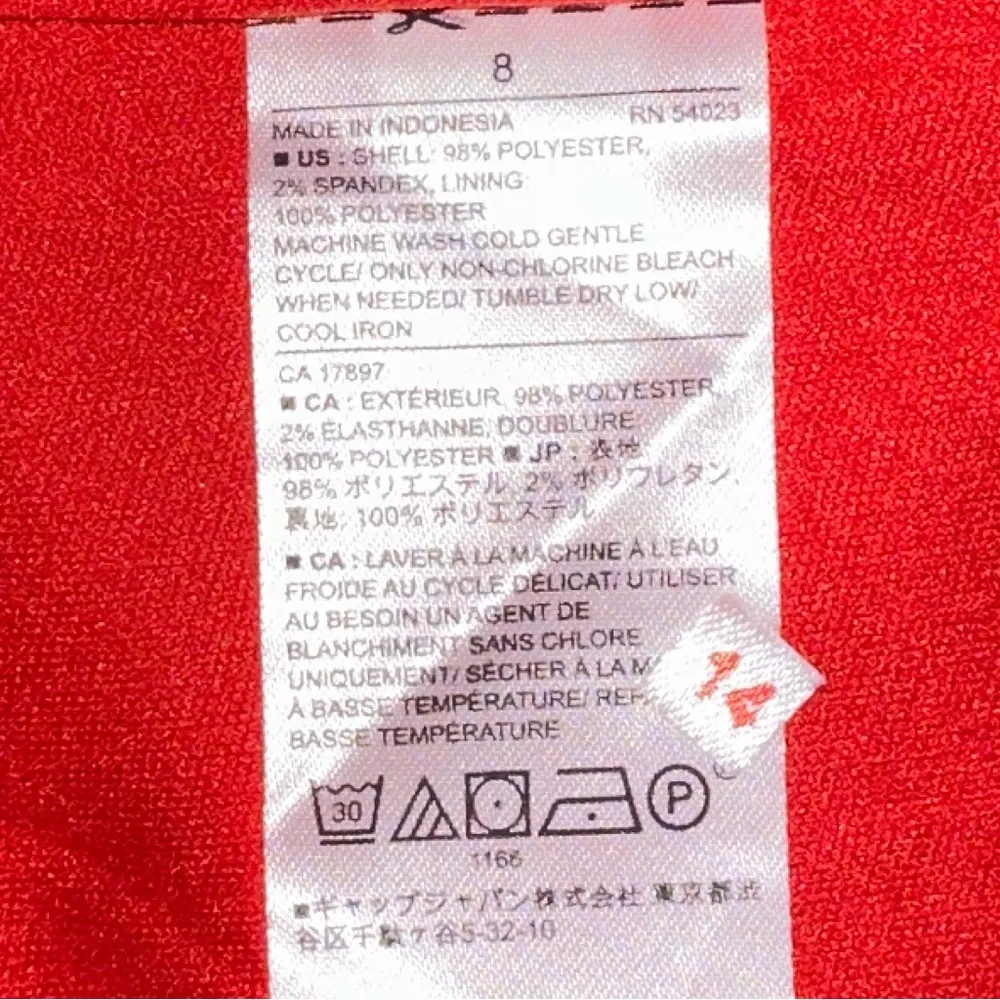 8
MADE IN INDONESIA RN 54023
■ US : SHELL: 98% POLYESTER,
2% SPANDEX, LINING:
100% POLYESTER
MACHINE WASH COLD GENTLE
CYCLE/ ONLY NON-CHLORINE BLEACH
WHEN NEEDED/ TUMBLE DRY LOW/
COOL IRON
CA 17897
■ CA : EXTÉRIEUR: 98% POLYESTER,
2% ÉLASTHANNE, DOUBLURE:
100% POLYESTER ■ JP : 表地:
98% ポリエステル, 2% ポリウレタン,
裏地: 100% ポリエステル
■ CA : LAVER À LA MACHINE À L'EAU
FROIDE AU CYCLE DÉLICAT/ UTILISER
AU BESOIN UN AGENT DE
BLANCHIMENT SANS CHLORE
UNIQUEMENT/ SÉCHER À LA M
À BASSE TEMPÉRATURE/ REP
BASSE TEMPÉRATURE
30 P
1166
■ギャップジャパン株式会社 東京都渋
谷区千駄ヶ谷5-32-10
14